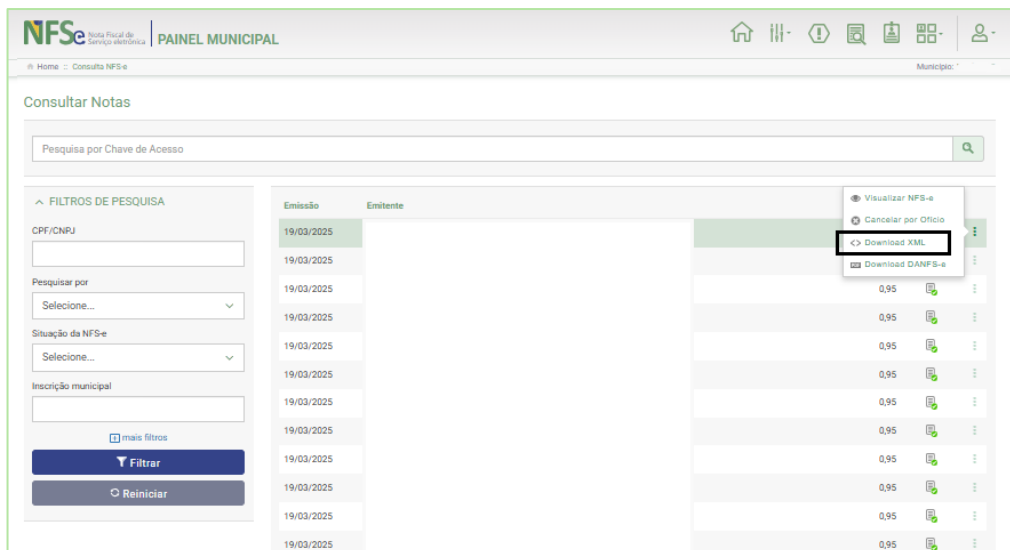 NFSe Nota Fiscal de Serviço eletrônica PAINEL MUNICIPAL
Home :: Consulta NFS-e
Município:
Consultar Notas
Pesquisa por Chave de Acesso
FILTROS DE PESQUISA
CPF/CNPJ
Pesquisar por
Selecione...
Situação da NFS-e
Selecione...
Inscrição municipal
mais filtros
Filtrar
Reiniciar
Emissão Emitente
Visualizar NFS-e
Cancelar por Ofício
Download XML
Download DANFS-e
19/03/2025
19/03/2025
19/03/2025 0,95
19/03/2025 0,95
19/03/2025 0,95
19/03/2025 0,95
19/03/2025 0,95
19/03/2025 0,95
19/03/2025 0,95
19/03/2025 0,95
19/03/2025 0,95
19/03/2025 0,95